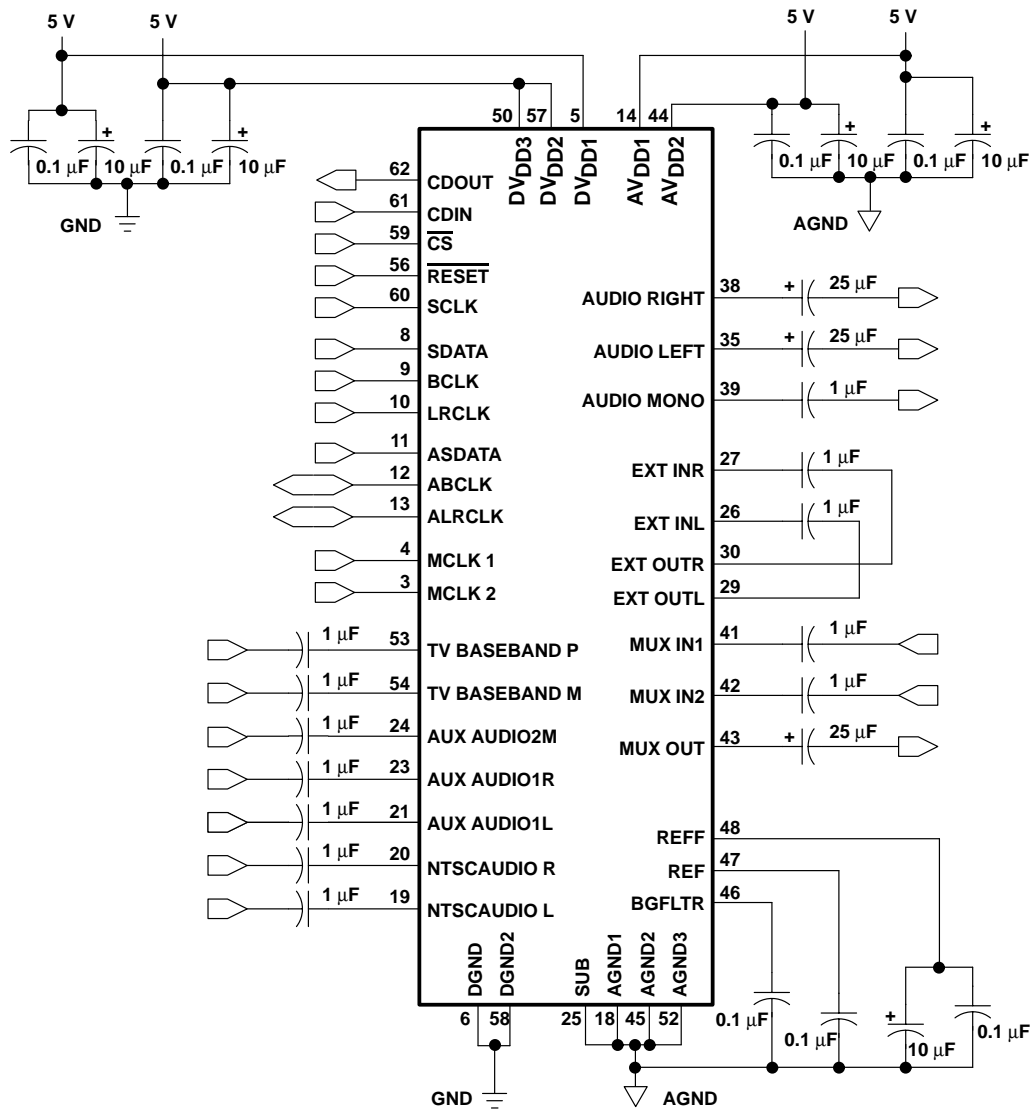 5 V
5 V
5 V
5 V
50
57
5
14
44
+
+
+
+
0.1 μF
10 μF
0.1 μF
10 μF
0.1 μF
10 μF
0.1 μF
10 μF
GND
AGND
DVDD3
DVDD2
DVDD1
AVDD1
AVDD2
62
CDOUT
61
CDIN
59
CS
56
RESET
60
SCLK
8
SDATA
9
BCLK
10
LRCLK
11
ASDATA
12
ABCLK
13
ALRCLK
4
MCLK 1
3
MCLK 2
1 μF
53
TV BASEBAND P
1 μF
54
TV BASEBAND M
1 μF
24
AUX AUDIO2M
1 μF
23
AUX AUDIO1R
1 μF
21
AUX AUDIO1L
1 μF
20
NTSCAUDIO R
1 μF
19
NTSCAUDIO L
AUDIO RIGHT
38
+
25 μF
AUDIO LEFT
35
+
25 μF
AUDIO MONO
39
1 μF
EXT INR
27
1 μF
EXT INL
26
1 μF
EXT OUTR
30
EXT OUTL
29
MUX IN1
41
1 μF
MUX IN2
42
1 μF
MUX OUT
43
+
25 μF
REFF
48
REF
47
BGFLTR
46
DGND
DGND2
SUB
AGND1
AGND2
AGND3
6
58
25
18
45
52
0.1 μF
0.1 μF
+
10 μF
0.1 μF
GND
AGND